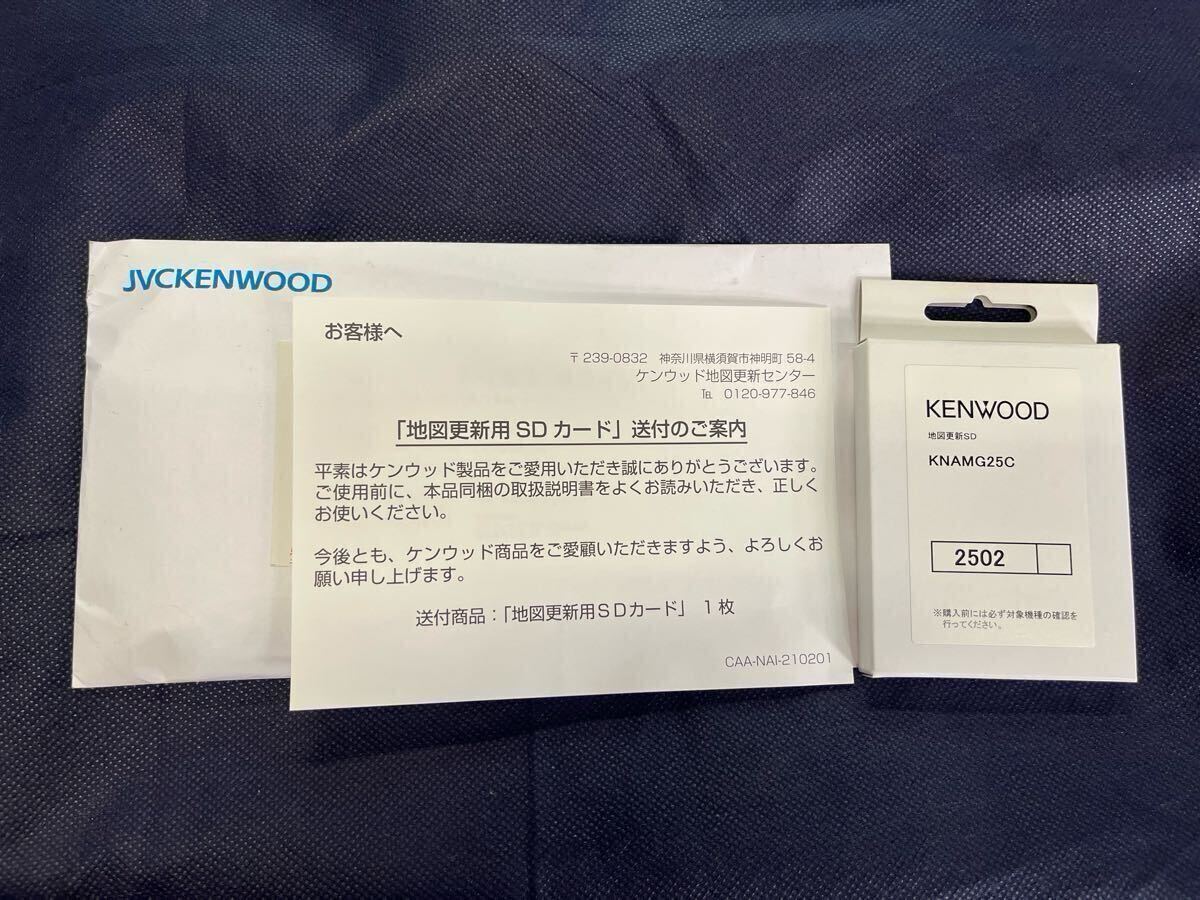 JVCKENWOOD
お客様へ
〒239-0832 神奈川県横須賀市神明町 58-4
ケンウッド地図更新センター
℡ 0120-977-846
「地図更新用 SD カード」送付のご案内
平素はケンウッド製品をご愛用いただき誠にありがとうございます。
ご使用前に、本品同梱の取扱説明書をよくお読みいただき、正しく
お使いください。
今後とも、ケンウッド商品をご愛顧いただきますよう、よろしくお
願い申し上げます。
送付商品：「地図更新用ＳＤカード」 1 枚
CAA-NAI-210201
KENWOOD
地図更新SD
KNAMG25C
2502
※購入前には必ず対象機種の確認を
行ってください。